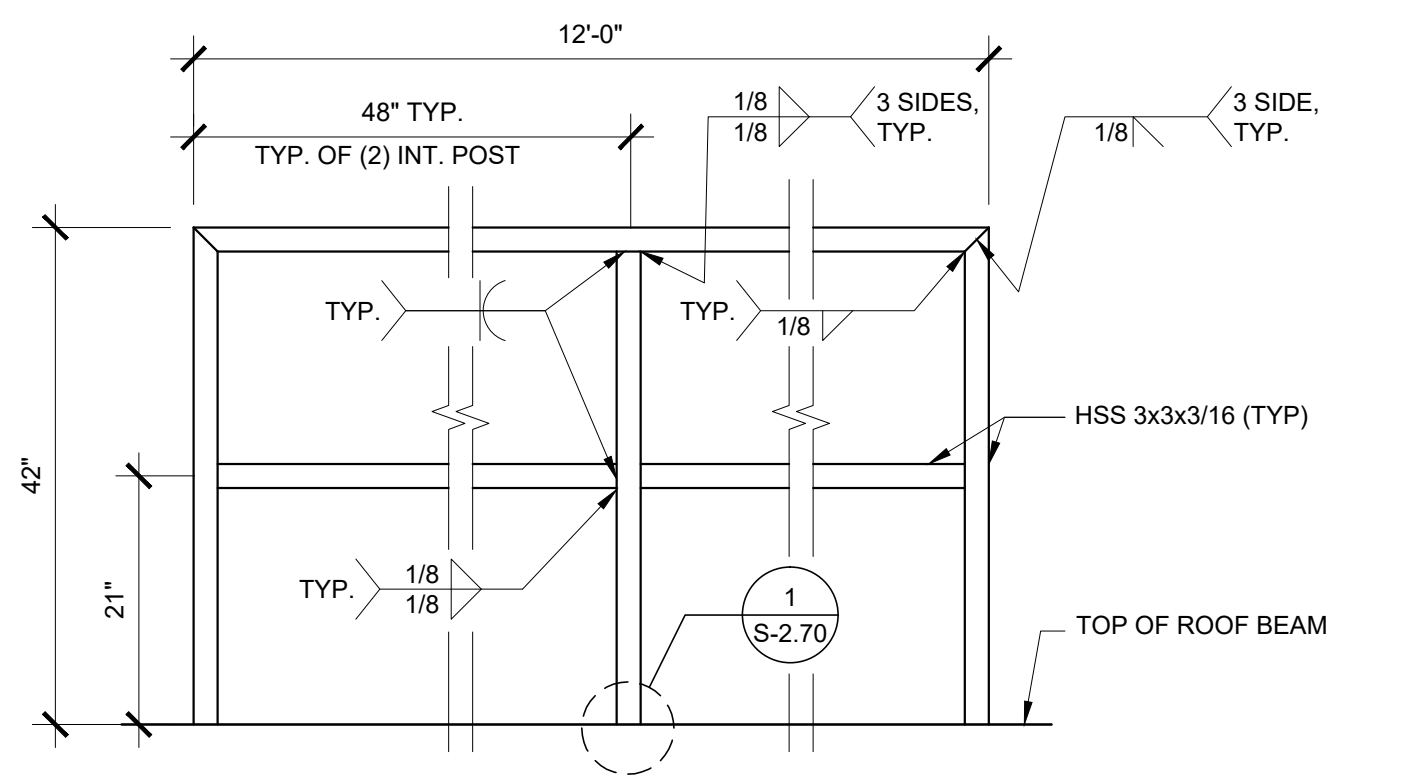 12'-0"
48" TYP.
TYP. OF (2) INT. POST
1/8
1/8
3 SIDES,
TYP.
1/8
3 SIDE,
TYP.
TYP.
TYP.
1/8
HSS 3x3x3/16 (TYP)
42"
21"
TYP.
1/8
1/8
1
S-2.70
TOP OF ROOF BEAM